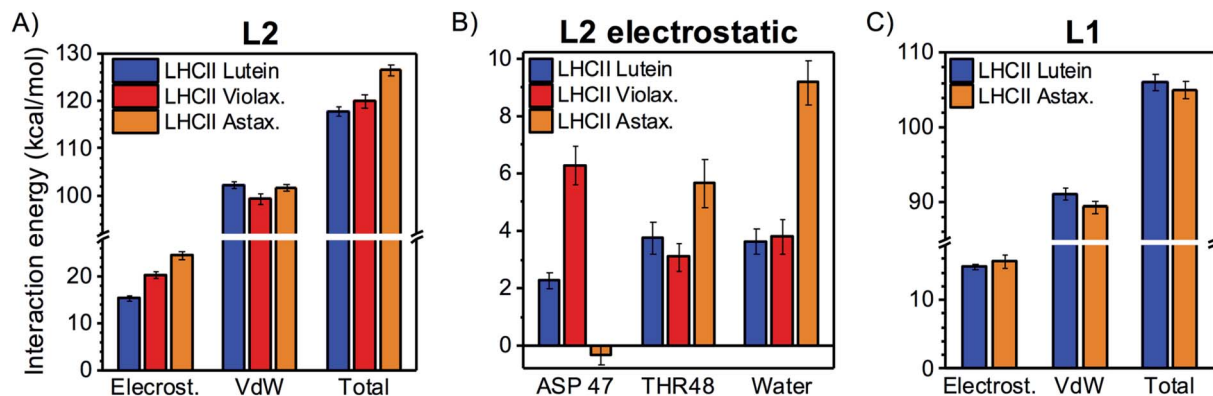 A)
L2
Interaction energy (kcal/mol)
130
120
110
100
90
20
10
0
LHCII Lutein
LHCII Violax.
LHCII Astax.
Elecrost.
VdW
Total
B)
L2 electrostatic
10
8
6
4
2
0
LHCII Lutein
LHCII Violax.
LHCII Astax.
ASP 47
THR48
Water
C)
L1
110
100
90
10
0
LHCII Lutein
LHCII Astax.
Electrost.
VdW
Total